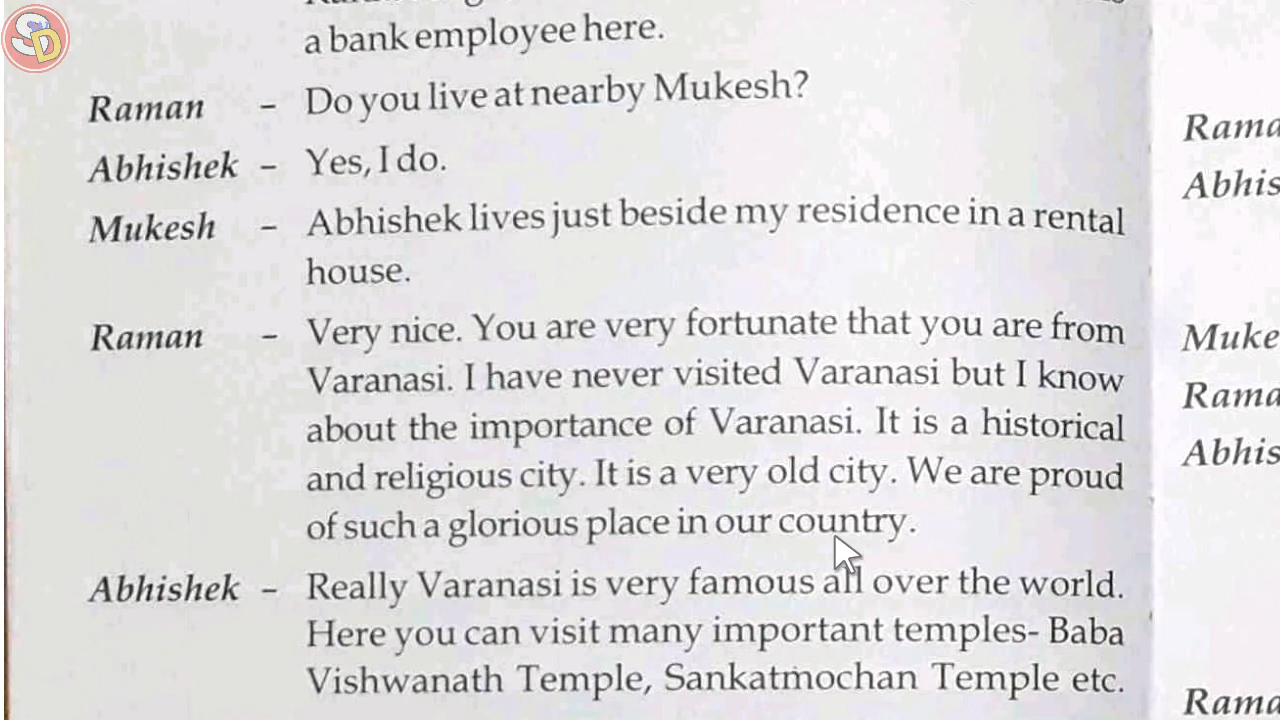 a bank employee here.
Raman – Do you live at nearby Mukesh?
Abhishek – Yes, I do.
Mukesh – Abhishek lives just beside my residence in a rental
house.
Raman – Very nice. You are very fortunate that you are from
Varanasi. I have never visited Varanasi but I know
about the importance of Varanasi. It is a historical
and religious city. It is a very old city. We are proud
of such a glorious place in our country.
Abhishek – Really Varanasi is very famous all over the world.
Here you can visit many important temples- Baba
Vishwanath Temple, Sankatmochan Temple etc.
Rama
Abhis
Muke
Rama
Abhis
Rama
SD